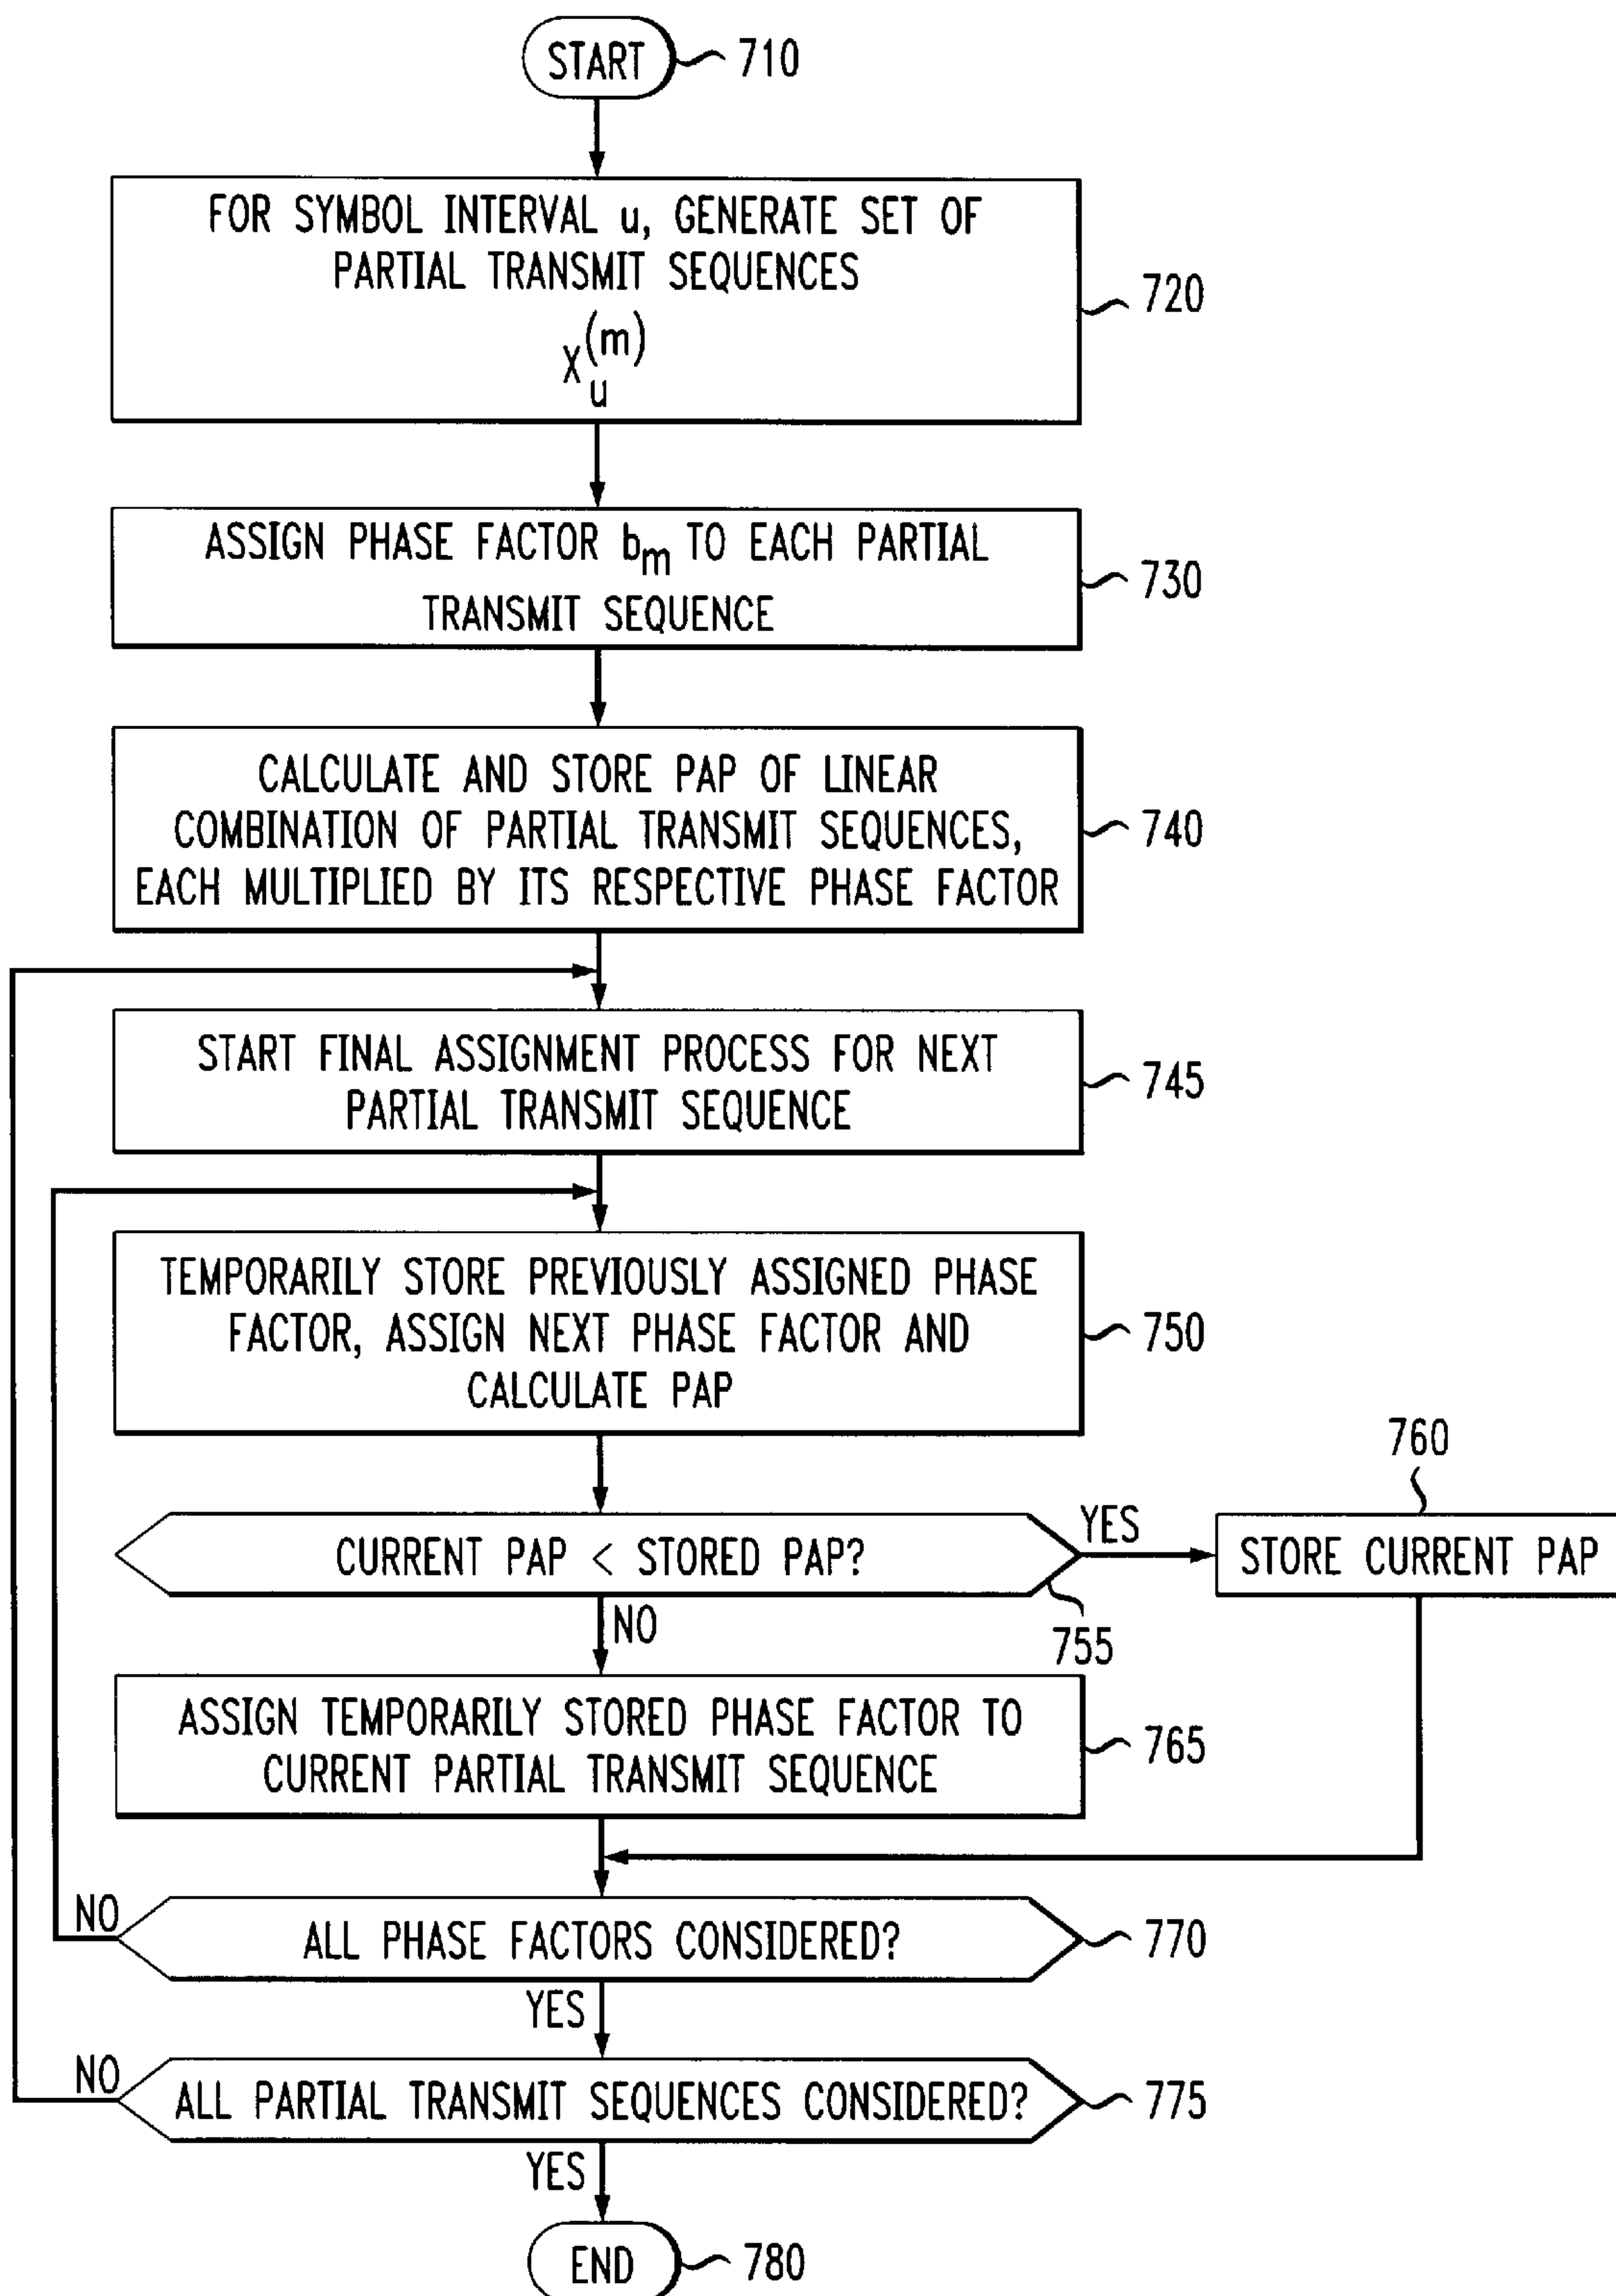 START
710
FOR SYMBOL INTERVAL u, GENERATE SET OF
PARTIAL TRANSMIT SEQUENCES
X_u^(m)
720
ASSIGN PHASE FACTOR b_m TO EACH PARTIAL
TRANSMIT SEQUENCE
730
CALCULATE AND STORE PAP OF LINEAR
COMBINATION OF PARTIAL TRANSMIT SEQUENCES,
EACH MULTIPLIED BY ITS RESPECTIVE PHASE FACTOR
740
START FINAL ASSIGNMENT PROCESS FOR NEXT
PARTIAL TRANSMIT SEQUENCE
745
TEMPORARILY STORE PREVIOUSLY ASSIGNED PHASE
FACTOR, ASSIGN NEXT PHASE FACTOR AND
CALCULATE PAP
750
CURRENT PAP < STORED PAP?
755
YES
760
STORE CURRENT PAP
NO
ASSIGN TEMPORARILY STORED PHASE FACTOR TO
CURRENT PARTIAL TRANSMIT SEQUENCE
765
NO
ALL PHASE FACTORS CONSIDERED?
770
YES
NO
ALL PARTIAL TRANSMIT SEQUENCES CONSIDERED?
775
YES
END
780